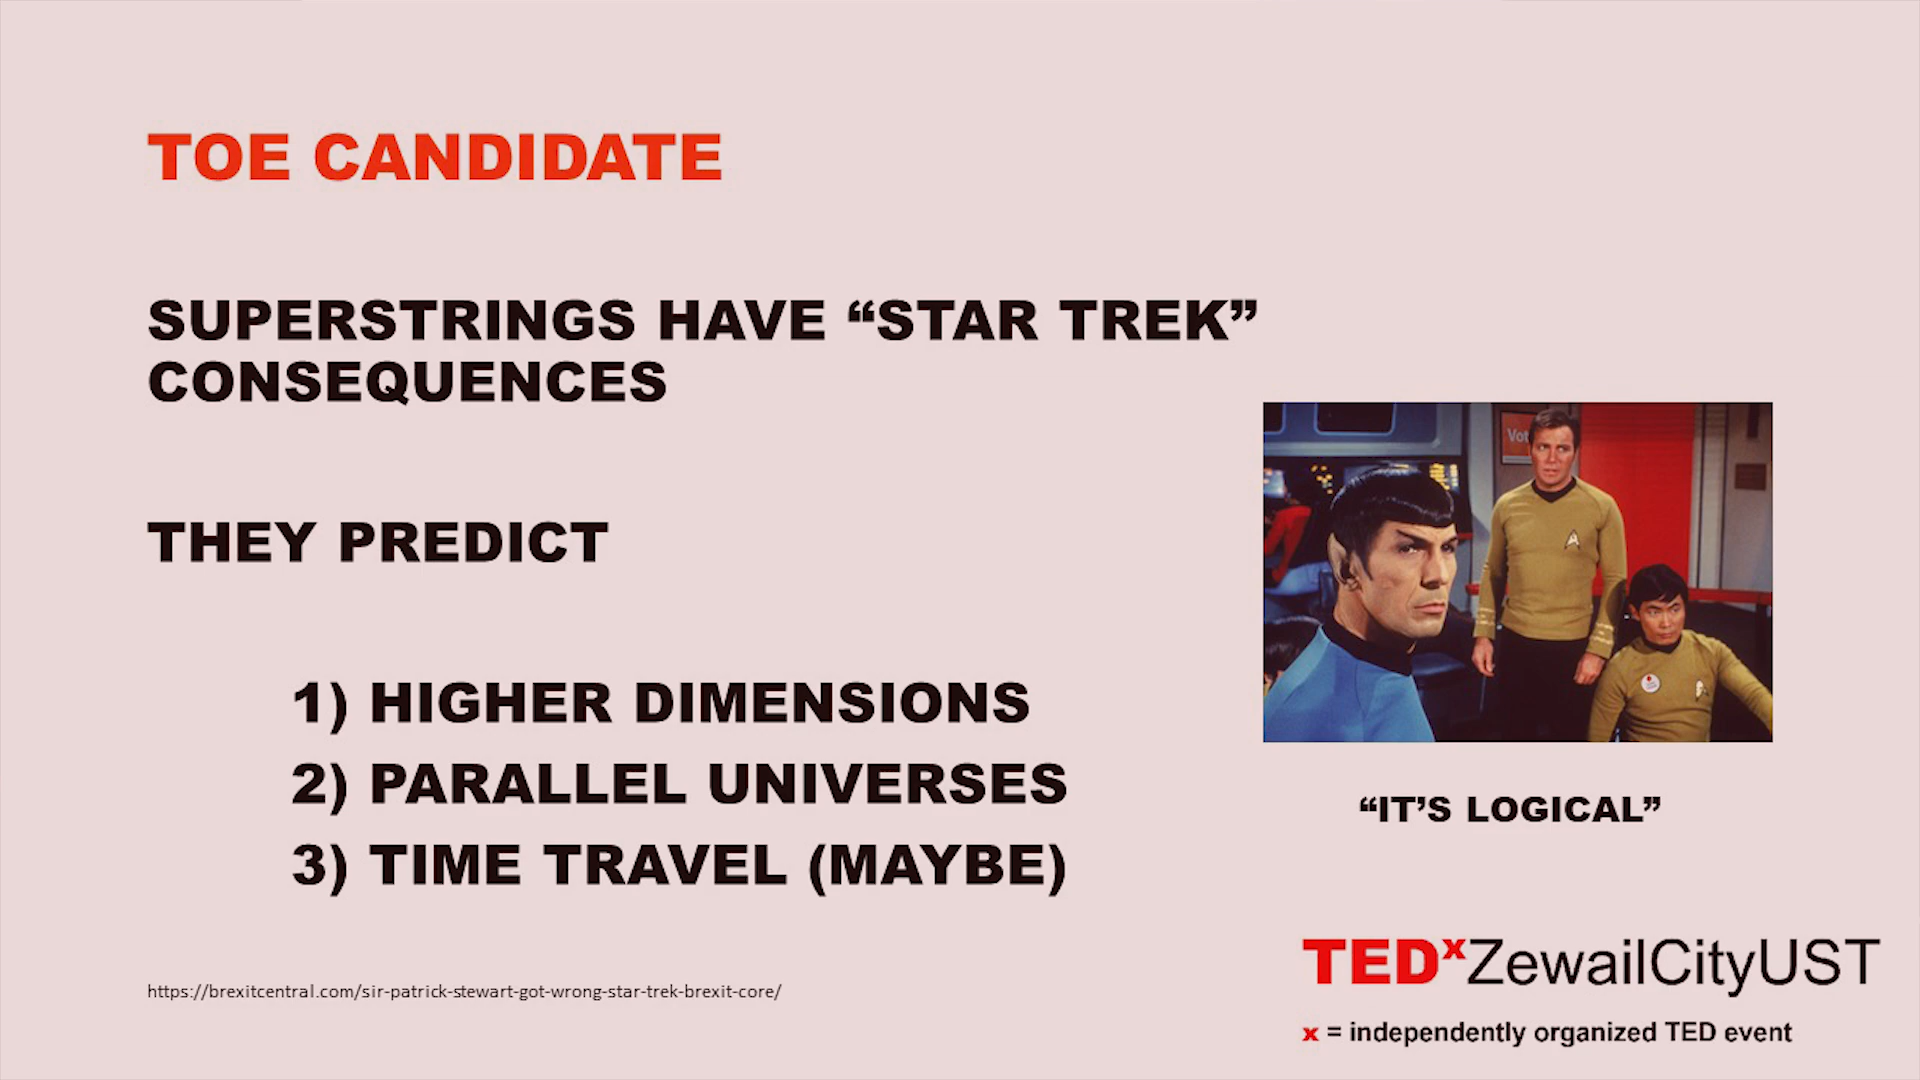 TOE CANDIDATE
SUPERSTRINGS HAVE “STAR TREK”
CONSEQUENCES
THEY PREDICT
1) HIGHER DIMENSIONS
2) PARALLEL UNIVERSES
3) TIME TRAVEL (MAYBE)
Vot
“IT’S LOGICAL”
https://brexitcentral.com/sir-patrick-stewart-got-wrong-star-trek-brexit-core/
TEDxZewailCityUST
x = independently organized TED event